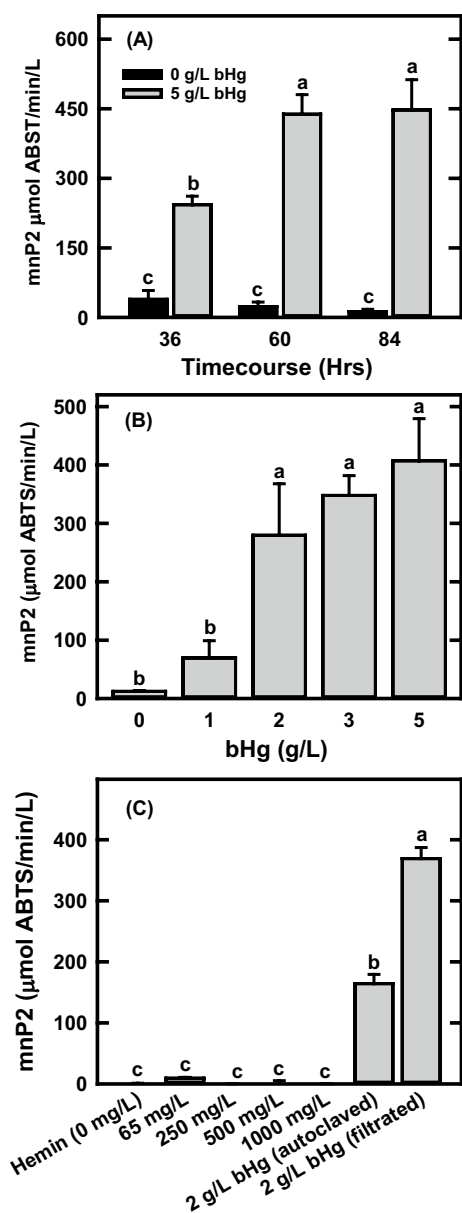 (A)
0 g/L bHg
5 g/L bHg
600
450
300
150
0
mnP2 μmol ABST/min/L
c
b
c
a
c
a
36
60
84
Timecourse (Hrs)
(B)
500
400
300
200
100
0
mnP2 (μmol ABTS/min/L)
b
b
a
a
a
0
1
2
3
5
bHg (g/L)
(C)
400
300
200
100
0
mnP2 (μmol ABTS/min/L)
c
c
c
c
c
b
a
Hemin (0 mg/L)
65 mg/L
250 mg/L
500 mg/L
1000 mg/L
2 g/L bHg (autoclaved)
2 g/L bHg (filtrated)